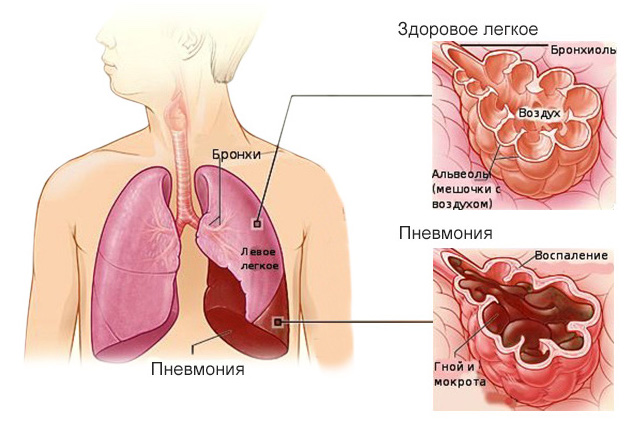 Здоровое легкое
Бронхиоль
Воздух
Альвеолы
(мешочки с
воздухом)
Бронхи
Левое
легкое
Пневмония
Пневмония
Воспаление
Гной и
мокрота